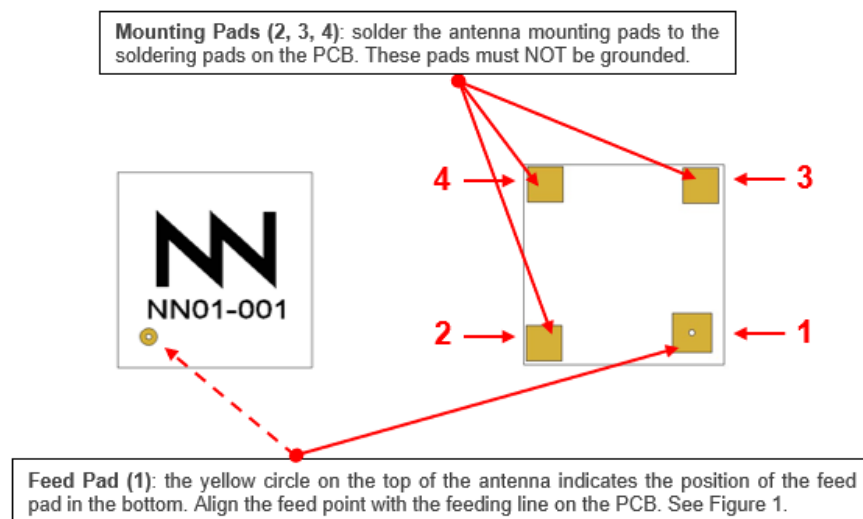 Mounting Pads (2, 3, 4): solder the antenna mounting pads to the
soldering pads on the PCB. These pads must NOT be grounded.
4
3
NN01-001
2
1
Feed Pad (1): the yellow circle on the top of the antenna indicates the position of the feed
pad in the bottom. Align the feed point with the feeding line on the PCB. See Figure 1.